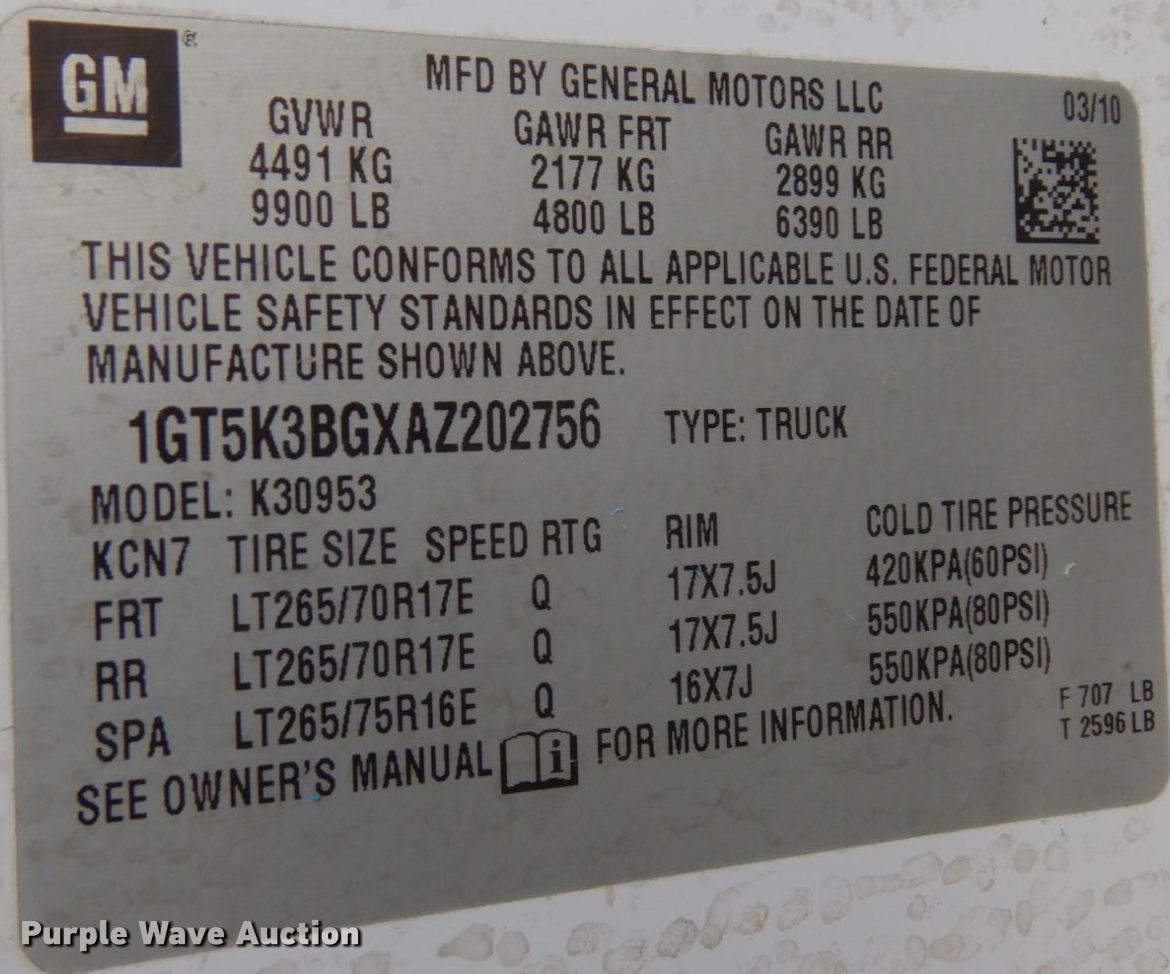 GM ®
MFD BY GENERAL MOTORS LLC
03/10
GVWR GAWR FRT GAWR RR
4491 KG 2177 KG 2899 KG
9900 LB 4800 LB 6390 LB
THIS VEHICLE CONFORMS TO ALL APPLICABLE U.S. FEDERAL MOTOR
VEHICLE SAFETY STANDARDS IN EFFECT ON THE DATE OF
MANUFACTURE SHOWN ABOVE.
1GT5K3BGXAZ202756 TYPE: TRUCK
MODEL: K30953
KCN7 TIRE SIZE SPEED RTG RIM COLD TIRE PRESSURE
FRT LT265/70R17E Q 17X7.5J 420KPA(60PSI)
RR LT265/70R17E Q 17X7.5J 550KPA(80PSI)
SPA LT265/75R16E Q 16X7J 550KPA(80PSI)
SEE OWNER'S MANUAL i FOR MORE INFORMATION.
F 707 LB
T 2596 LB
Purple Wave Auction